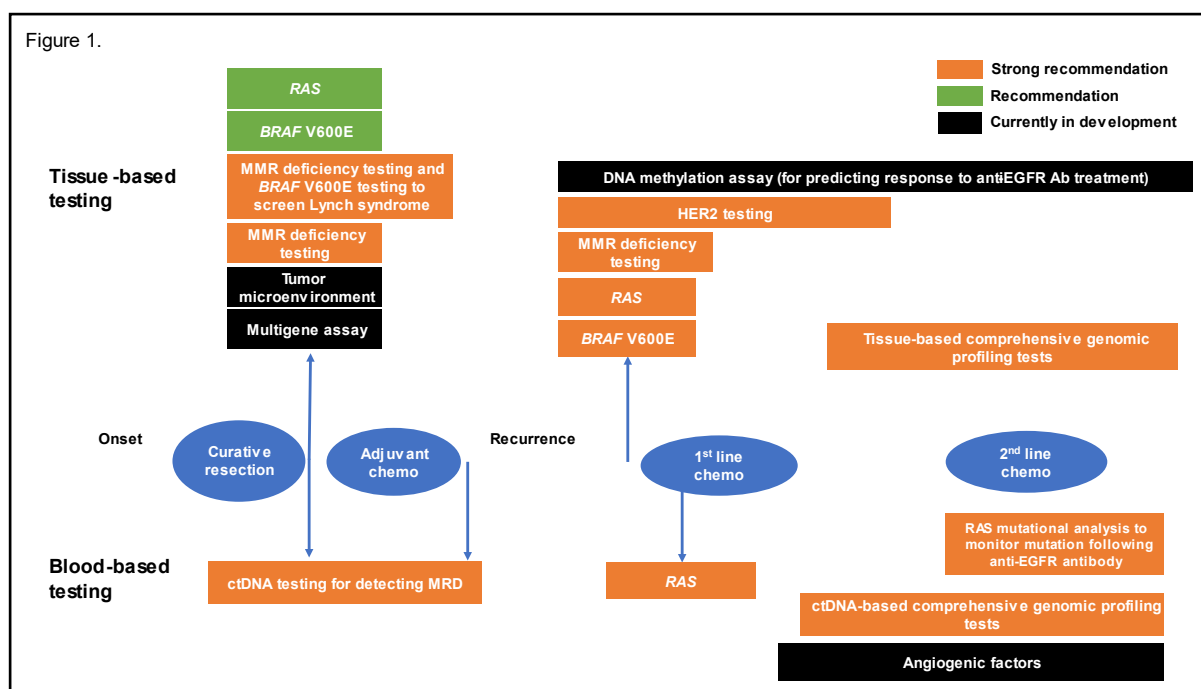 Figure 1.
Strong recommendation
Recommendation
Currently in development
Tissue -based
testing
RAS
BRAF V600E
MMR deficiency testing and
BRAF V600E testing to
screen Lynch syndrome
MMR deficiency
testing
Tumor
microenvironment
Multigene assay
DNA methylation assay (for predicting response to anti-EGFR Ab treatment)
HER2 testing
MMR deficiency
testing
RAS
BRAF V600E
Tissue-based comprehensive genomic
profiling tests
Onset
Curative
resection
Adjuvant
chemo
Recurrence
1st line
chemo
2nd line
chemo
Blood-based
testing
ctDNA testing for detecting MRD
RAS
RAS mutational analysis to
monitor mutation following
anti-EGFR antibody
ctDNA-based comprehensive genomic profiling
tests
Angiogenic factors